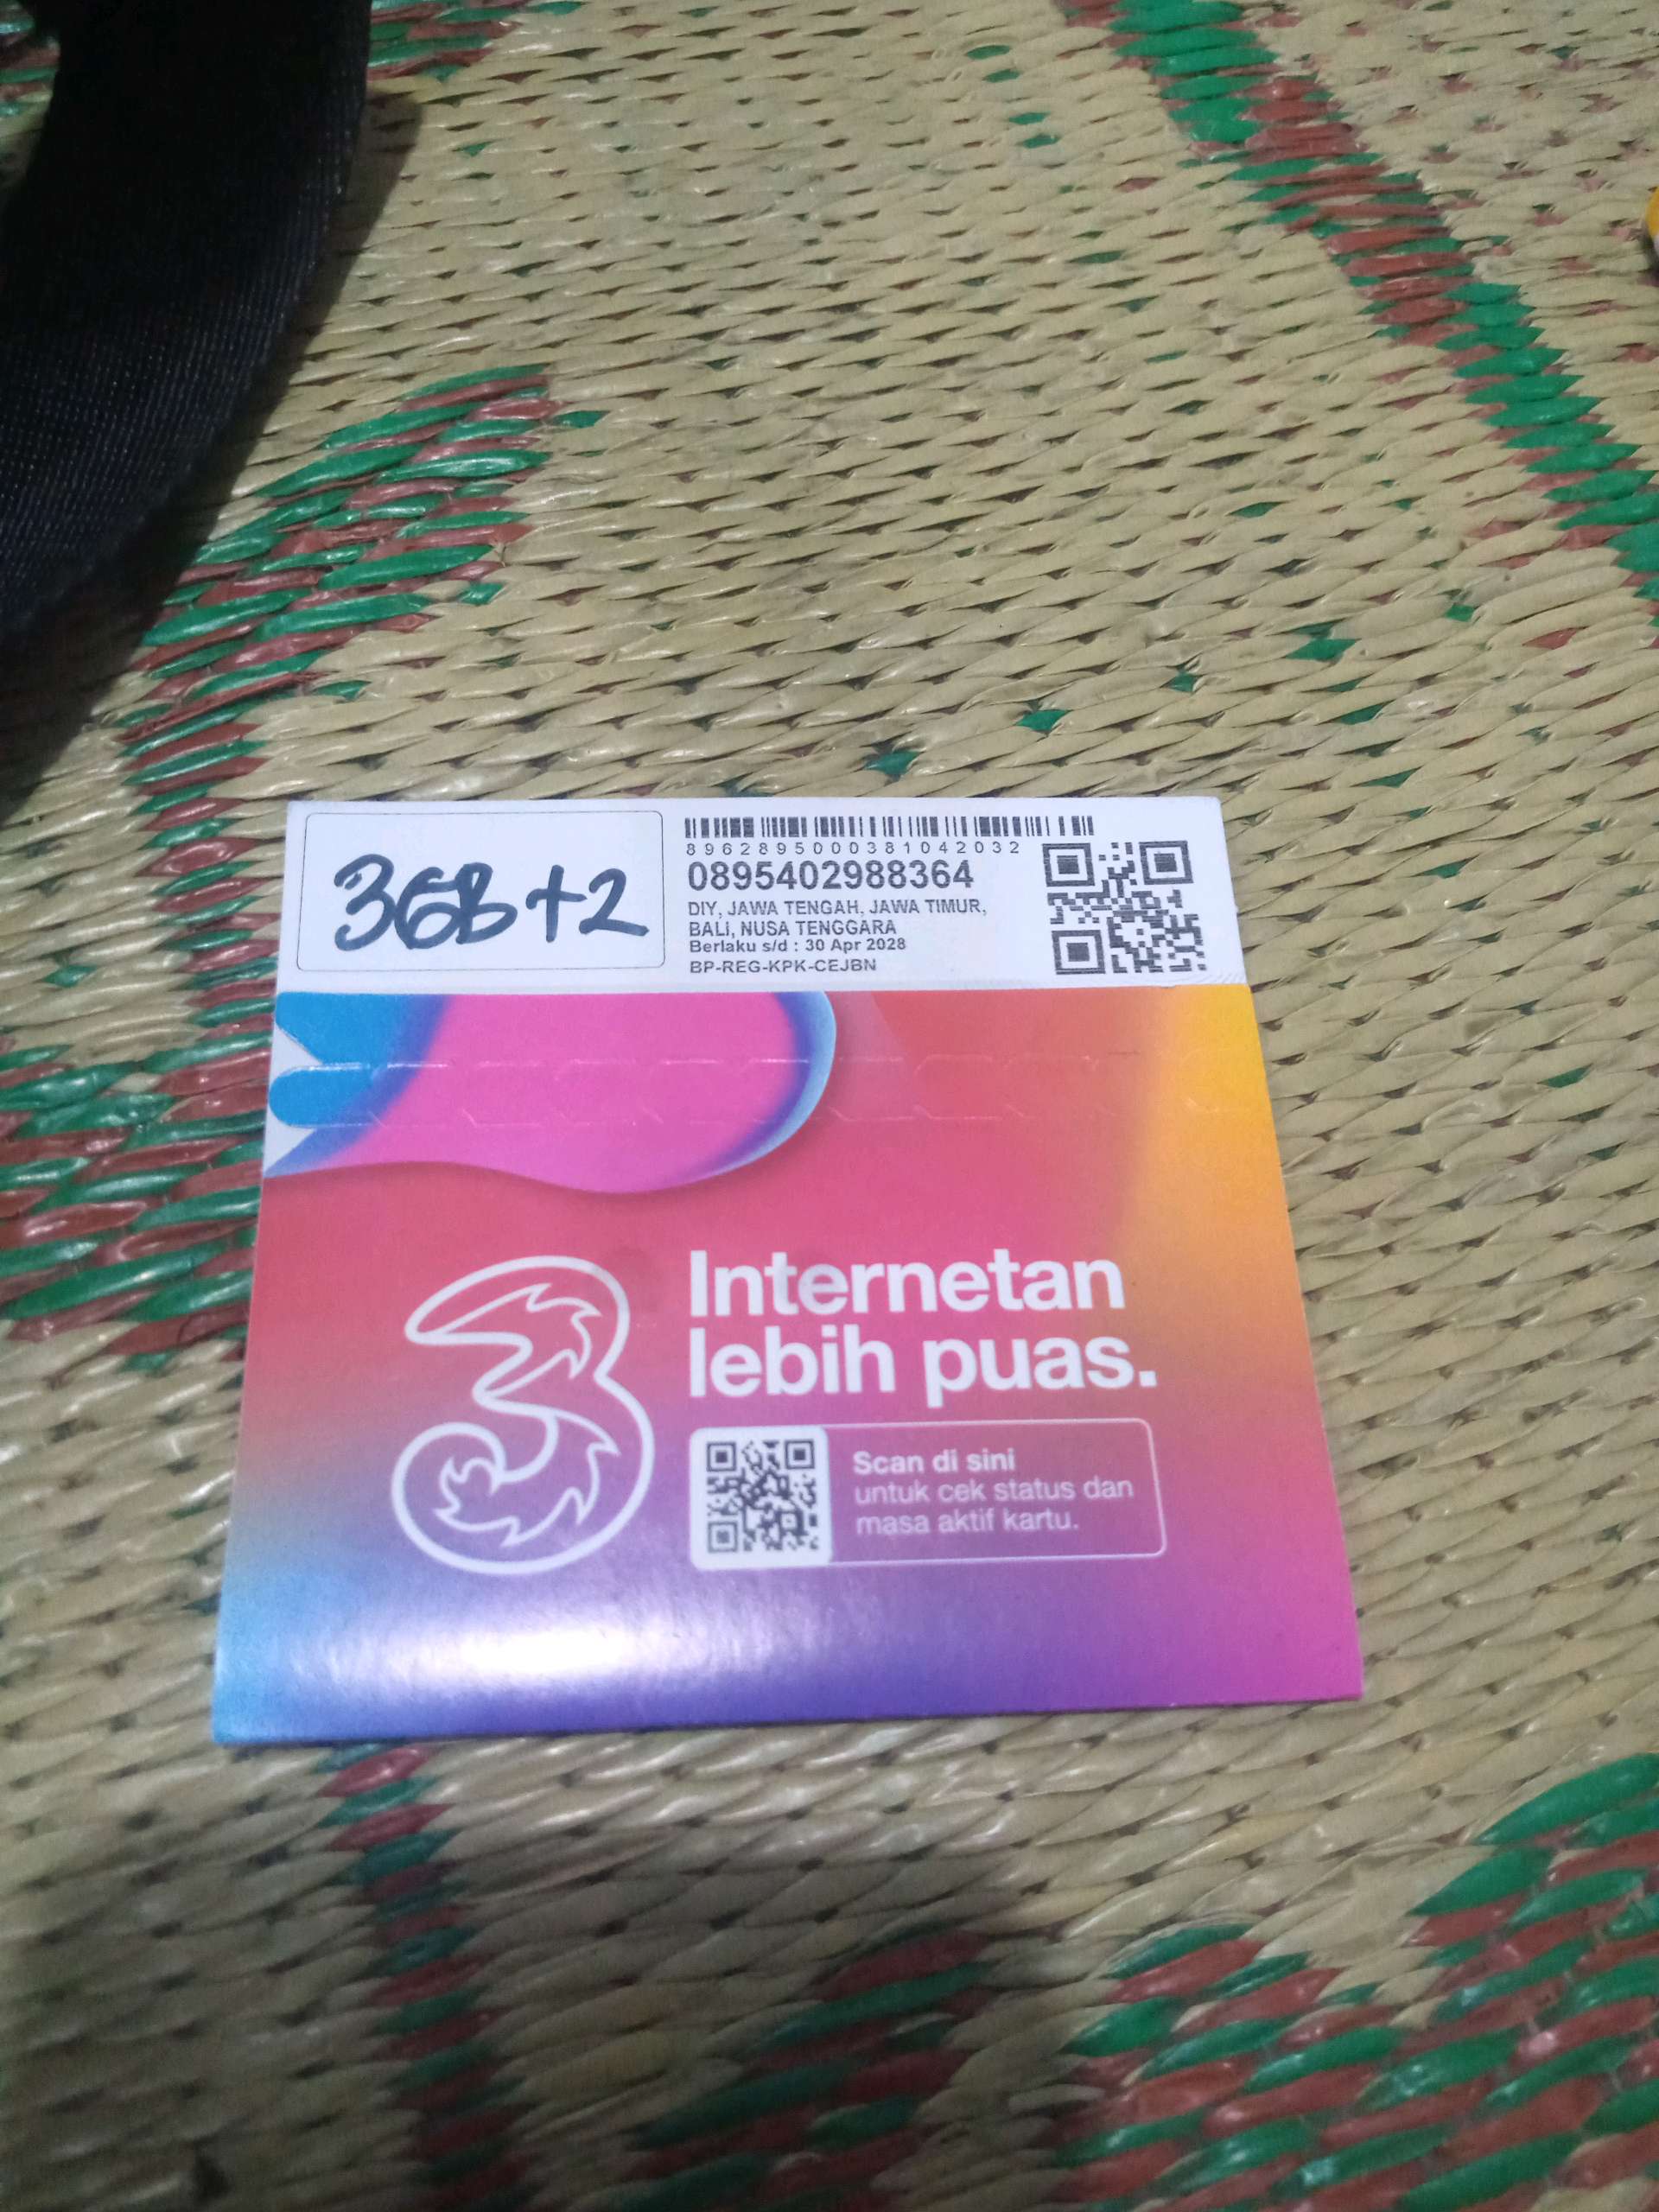 3GB+2
8962895000381042032
0895402988364
DIY, JAWA TENGAH, JAWA TIMUR,
BALI, NUSA TENGGARA
Berlaku s/d : 30 Apr 2028
BP-REG-KPK-CEJBN
3
Internetan
lebih puas.
Scan di sini
untuk cek status dan
masa aktif kartu.